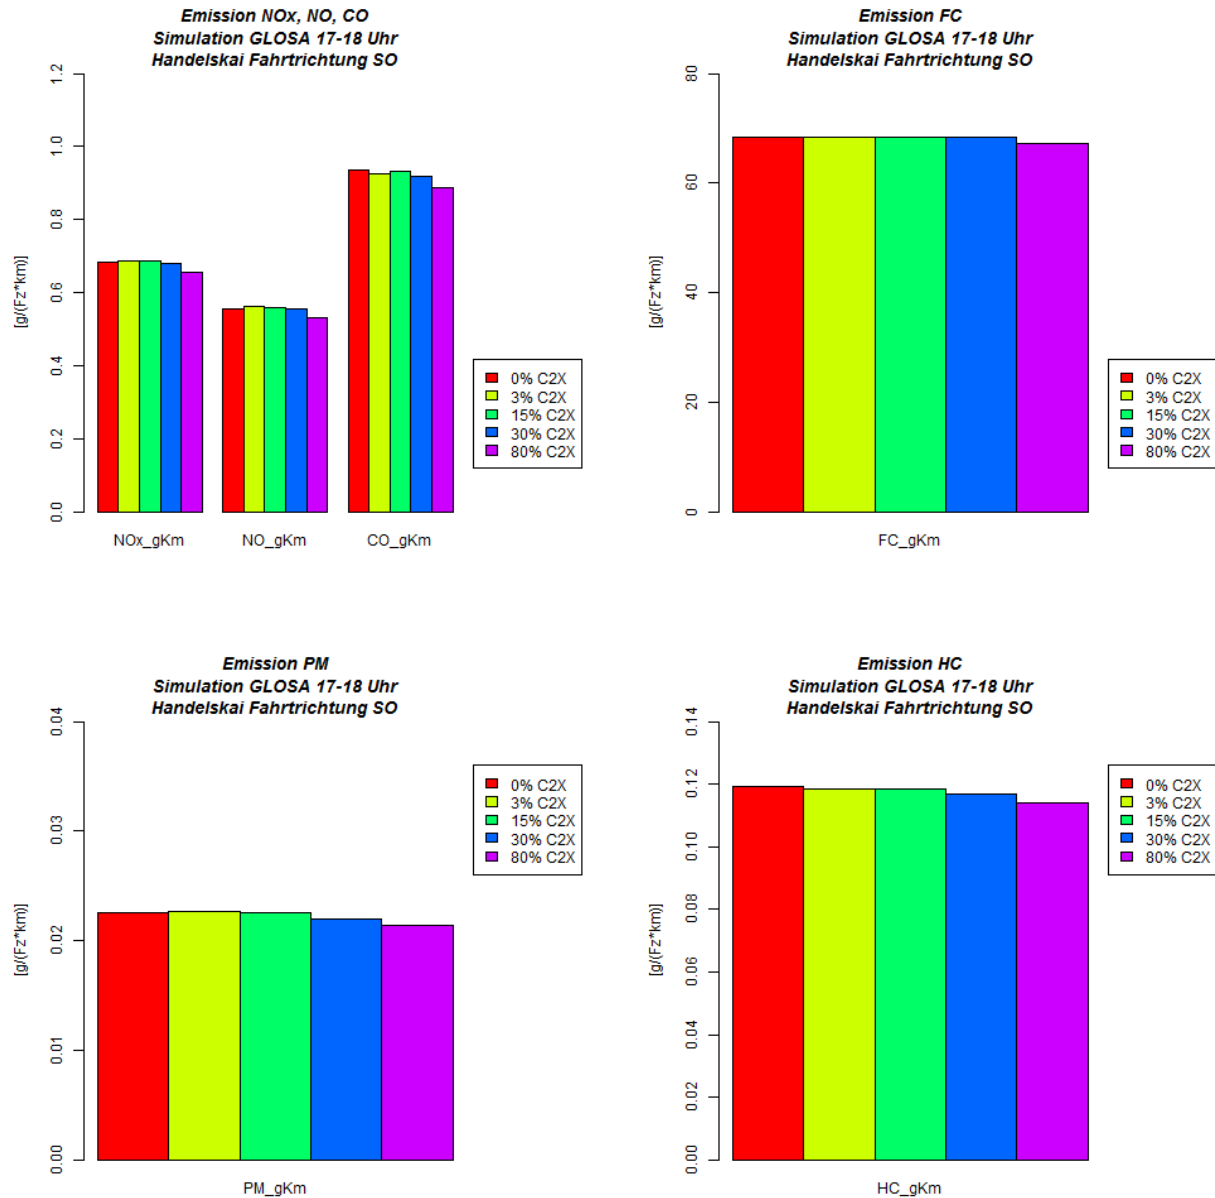 Emission NOx, NO, CO
Simulation GLOSA 17-18 Uhr
Handelskai Fahrtrichtung SO
[g/(Fz*km)]
1.2
1.0
0.8
0.6
0.4
0.2
0.0
NOx_gKm
NO_gKm
CO_gKm
0% C2X
3% C2X
15% C2X
30% C2X
80% C2X
Emission FC
Simulation GLOSA 17-18 Uhr
Handelskai Fahrtrichtung SO
[g/(Fz*km)]
80
60
40
20
0
FC_gKm
0% C2X
3% C2X
15% C2X
30% C2X
80% C2X
Emission PM
Simulation GLOSA 17-18 Uhr
Handelskai Fahrtrichtung SO
[g/(Fz*km)]
0.04
0.03
0.02
0.01
0.00
PM_gKm
0% C2X
3% C2X
15% C2X
30% C2X
80% C2X
Emission HC
Simulation GLOSA 17-18 Uhr
Handelskai Fahrtrichtung SO
[g/(Fz*km)]
0.14
0.12
0.10
0.08
0.06
0.04
0.02
0.00
HC_gKm
0% C2X
3% C2X
15% C2X
30% C2X
80% C2X